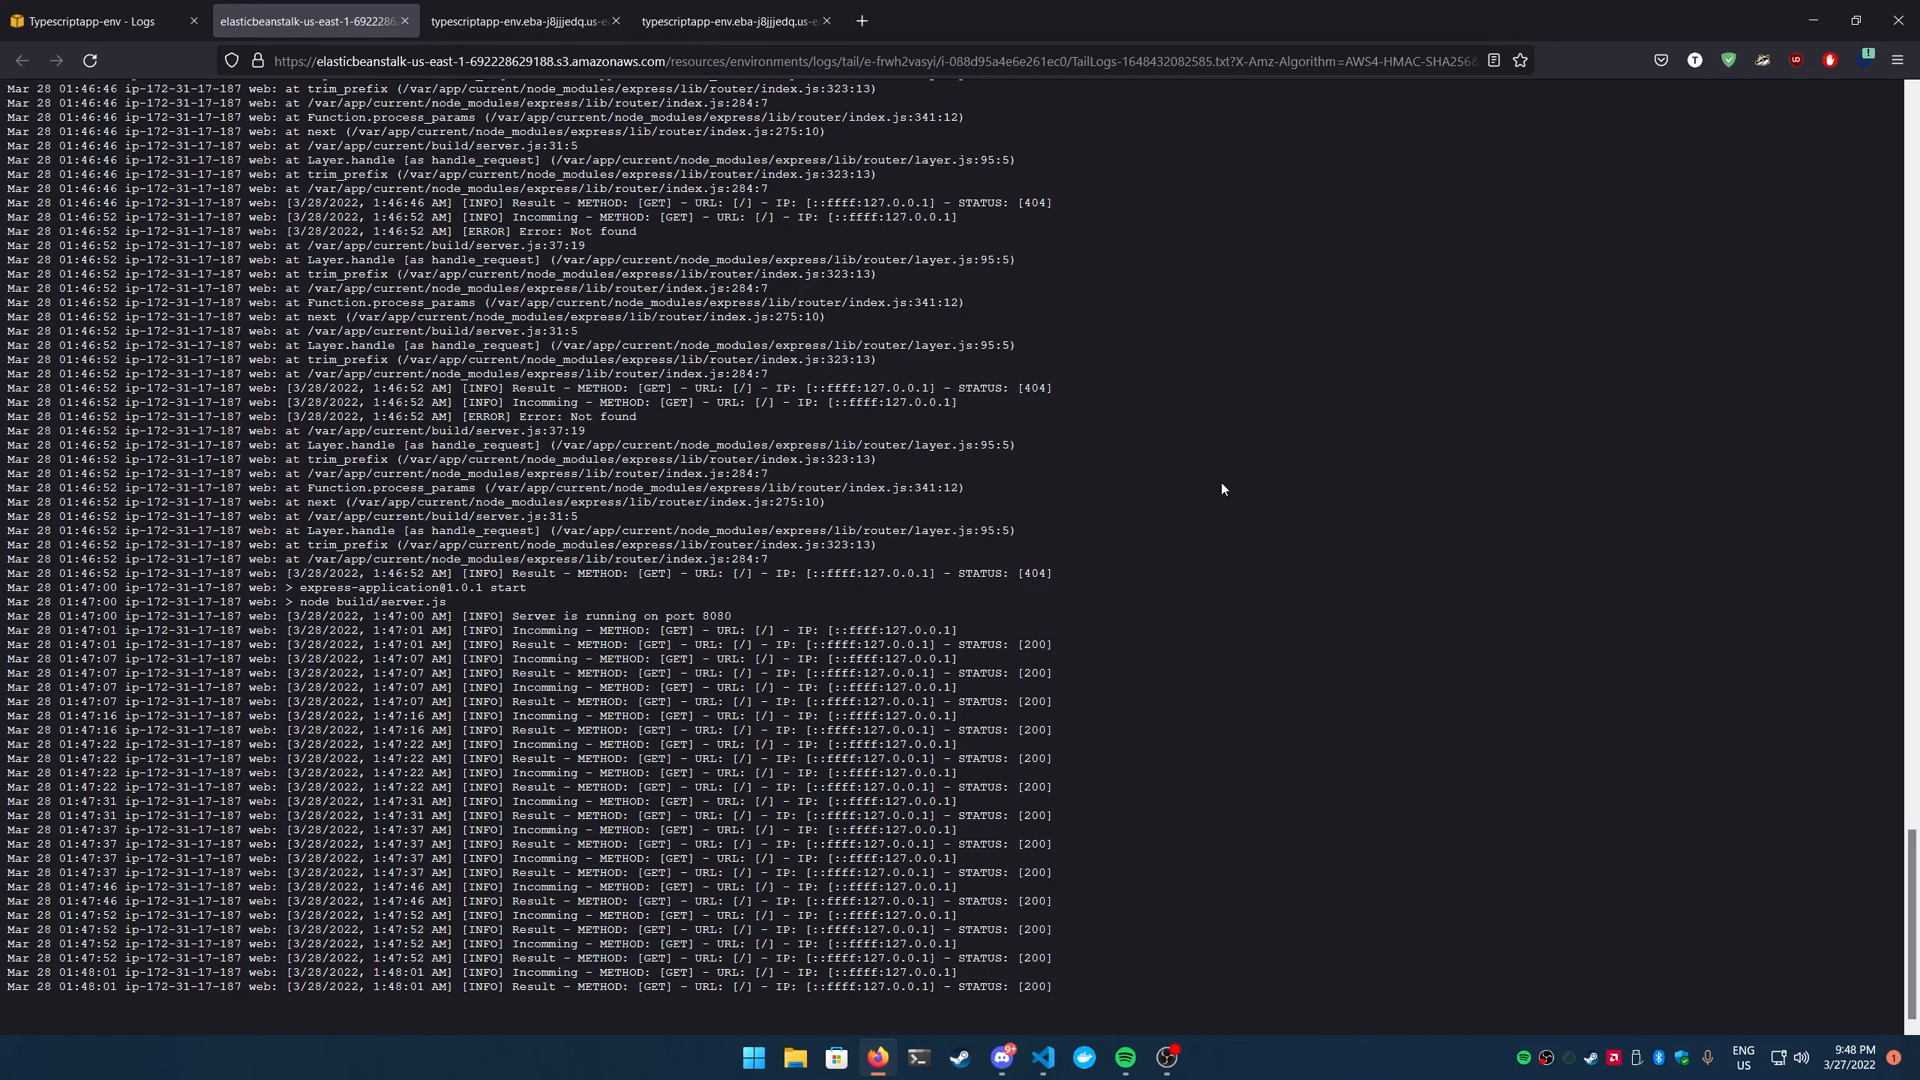 Typescriptapp-env - Logs
elasticbeanstalk-us-east-1-6922286
typescriptapp-env.eba-j8jjjedq.us-e
typescriptapp-env.eba-j8jjjedq.us-e
https://elasticbeanstalk-us-east-1-692228629188.s3.amazonaws.com/resources/environments/logs/tail/e-frwh2vasyi/i-088d95a4e6e261ec0/TailLogs-1648432082585.txt?X-Amz-Algorithm=AWS4-HMAC-SHA256
Mar 28 01:46:46 ip-172-31-17-187 web: at trim_prefix (/var/app/current/node_modules/express/lib/router/index.js:323:13)
Mar 28 01:46:46 ip-172-31-17-187 web: at /var/app/current/node_modules/express/lib/router/index.js:284:7
Mar 28 01:46:46 ip-172-31-17-187 web: at Function.process_params (/var/app/current/node_modules/express/lib/router/index.js:341:12)
Mar 28 01:46:46 ip-172-31-17-187 web: at next (/var/app/current/node_modules/express/lib/router/index.js:275:10)
Mar 28 01:46:46 ip-172-31-17-187 web: at /var/app/current/build/server.js:31:5
Mar 28 01:46:46 ip-172-31-17-187 web: at Layer.handle [as handle_request] (/var/app/current/node_modules/express/lib/router/layer.js:95:5)
Mar 28 01:46:46 ip-172-31-17-187 web: at trim_prefix (/var/app/current/node_modules/express/lib/router/index.js:323:13)
Mar 28 01:46:46 ip-172-31-17-187 web: at /var/app/current/node_modules/express/lib/router/index.js:284:7
Mar 28 01:46:46 ip-172-31-17-187 web: [3/28/2022, 1:46:46 AM] [INFO] Result - METHOD: [GET] - URL: [/] - IP: [::ffff:127.0.0.1] - STATUS: [404]
Mar 28 01:46:52 ip-172-31-17-187 web: [3/28/2022, 1:46:52 AM] [INFO] Incomming - METHOD: [GET] - URL: [/] - IP: [::ffff:127.0.0.1]
Mar 28 01:46:52 ip-172-31-17-187 web: [3/28/2022, 1:46:52 AM] [ERROR] Error: Not found
Mar 28 01:46:52 ip-172-31-17-187 web: at /var/app/current/build/server.js:37:19
Mar 28 01:46:52 ip-172-31-17-187 web: at Layer.handle [as handle_request] (/var/app/current/node_modules/express/lib/router/layer.js:95:5)
Mar 28 01:46:52 ip-172-31-17-187 web: at trim_prefix (/var/app/current/node_modules/express/lib/router/index.js:323:13)
Mar 28 01:46:52 ip-172-31-17-187 web: at /var/app/current/node_modules/express/lib/router/index.js:284:7
Mar 28 01:46:52 ip-172-31-17-187 web: at Function.process_params (/var/app/current/node_modules/express/lib/router/index.js:341:12)
Mar 28 01:46:52 ip-172-31-17-187 web: at next (/var/app/current/node_modules/express/lib/router/index.js:275:10)
Mar 28 01:46:52 ip-172-31-17-187 web: at /var/app/current/build/server.js:31:5
Mar 28 01:46:52 ip-172-31-17-187 web: at Layer.handle [as handle_request] (/var/app/current/node_modules/express/lib/router/layer.js:95:5)
Mar 28 01:46:52 ip-172-31-17-187 web: at trim_prefix (/var/app/current/node_modules/express/lib/router/index.js:323:13)
Mar 28 01:46:52 ip-172-31-17-187 web: at /var/app/current/node_modules/express/lib/router/index.js:284:7
Mar 28 01:46:52 ip-172-31-17-187 web: [3/28/2022, 1:46:52 AM] [INFO] Result - METHOD: [GET] - URL: [/] - IP: [::ffff:127.0.0.1] - STATUS: [404]
Mar 28 01:46:52 ip-172-31-17-187 web: [3/28/2022, 1:46:52 AM] [INFO] Incomming - METHOD: [GET] - URL: [/] - IP: [::ffff:127.0.0.1]
Mar 28 01:46:52 ip-172-31-17-187 web: [3/28/2022, 1:46:52 AM] [ERROR] Error: Not found
Mar 28 01:46:52 ip-172-31-17-187 web: at /var/app/current/build/server.js:37:19
Mar 28 01:46:52 ip-172-31-17-187 web: at Layer.handle [as handle_request] (/var/app/current/node_modules/express/lib/router/layer.js:95:5)
Mar 28 01:46:52 ip-172-31-17-187 web: at trim_prefix (/var/app/current/node_modules/express/lib/router/index.js:323:13)
Mar 28 01:46:52 ip-172-31-17-187 web: at /var/app/current/node_modules/express/lib/router/index.js:284:7
Mar 28 01:46:52 ip-172-31-17-187 web: at Function.process_params (/var/app/current/node_modules/express/lib/router/index.js:341:12)
Mar 28 01:46:52 ip-172-31-17-187 web: at next (/var/app/current/node_modules/express/lib/router/index.js:275:10)
Mar 28 01:46:52 ip-172-31-17-187 web: at /var/app/current/build/server.js:31:5
Mar 28 01:46:52 ip-172-31-17-187 web: at Layer.handle [as handle_request] (/var/app/current/node_modules/express/lib/router/layer.js:95:5)
Mar 28 01:46:52 ip-172-31-17-187 web: at trim_prefix (/var/app/current/node_modules/express/lib/router/index.js:323:13)
Mar 28 01:46:52 ip-172-31-17-187 web: at /var/app/current/node_modules/express/lib/router/index.js:284:7
Mar 28 01:46:52 ip-172-31-17-187 web: [3/28/2022, 1:46:52 AM] [INFO] Result - METHOD: [GET] - URL: [/] - IP: [::ffff:127.0.0.1] - STATUS: [404]
Mar 28 01:47:00 ip-172-31-17-187 web: > express-application@1.0.1 start
Mar 28 01:47:00 ip-172-31-17-187 web: > node build/server.js
Mar 28 01:47:00 ip-172-31-17-187 web: [3/28/2022, 1:47:00 AM] [INFO] Server is running on port 8080
Mar 28 01:47:01 ip-172-31-17-187 web: [3/28/2022, 1:47:01 AM] [INFO] Incomming - METHOD: [GET] - URL: [/] - IP: [::ffff:127.0.0.1]
Mar 28 01:47:01 ip-172-31-17-187 web: [3/28/2022, 1:47:01 AM] [INFO] Result - METHOD: [GET] - URL: [/] - IP: [::ffff:127.0.0.1] - STATUS: [200]
Mar 28 01:47:07 ip-172-31-17-187 web: [3/28/2022, 1:47:07 AM] [INFO] Incomming - METHOD: [GET] - URL: [/] - IP: [::ffff:127.0.0.1]
Mar 28 01:47:07 ip-172-31-17-187 web: [3/28/2022, 1:47:07 AM] [INFO] Result - METHOD: [GET] - URL: [/] - IP: [::ffff:127.0.0.1] - STATUS: [200]
Mar 28 01:47:07 ip-172-31-17-187 web: [3/28/2022, 1:47:07 AM] [INFO] Incomming - METHOD: [GET] - URL: [/] - IP: [::ffff:127.0.0.1]
Mar 28 01:47:07 ip-172-31-17-187 web: [3/28/2022, 1:47:07 AM] [INFO] Result - METHOD: [GET] - URL: [/] - IP: [::ffff:127.0.0.1] - STATUS: [200]
Mar 28 01:47:16 ip-172-31-17-187 web: [3/28/2022, 1:47:16 AM] [INFO] Incomming - METHOD: [GET] - URL: [/] - IP: [::ffff:127.0.0.1]
Mar 28 01:47:16 ip-172-31-17-187 web: [3/28/2022, 1:47:16 AM] [INFO] Result - METHOD: [GET] - URL: [/] - IP: [::ffff:127.0.0.1] - STATUS: [200]
Mar 28 01:47:22 ip-172-31-17-187 web: [3/28/2022, 1:47:22 AM] [INFO] Incomming - METHOD: [GET] - URL: [/] - IP: [::ffff:127.0.0.1]
Mar 28 01:47:22 ip-172-31-17-187 web: [3/28/2022, 1:47:22 AM] [INFO] Result - METHOD: [GET] - URL: [/] - IP: [::ffff:127.0.0.1] - STATUS: [200]
Mar 28 01:47:22 ip-172-31-17-187 web: [3/28/2022, 1:47:22 AM] [INFO] Incomming - METHOD: [GET] - URL: [/] - IP: [::ffff:127.0.0.1]
Mar 28 01:47:22 ip-172-31-17-187 web: [3/28/2022, 1:47:22 AM] [INFO] Result - METHOD: [GET] - URL: [/] - IP: [::ffff:127.0.0.1] - STATUS: [200]
Mar 28 01:47:31 ip-172-31-17-187 web: [3/28/2022, 1:47:31 AM] [INFO] Incomming - METHOD: [GET] - URL: [/] - IP: [::ffff:127.0.0.1]
Mar 28 01:47:31 ip-172-31-17-187 web: [3/28/2022, 1:47:31 AM] [INFO] Result - METHOD: [GET] - URL: [/] - IP: [::ffff:127.0.0.1] - STATUS: [200]
Mar 28 01:47:37 ip-172-31-17-187 web: [3/28/2022, 1:47:37 AM] [INFO] Incomming - METHOD: [GET] - URL: [/] - IP: [::ffff:127.0.0.1]
Mar 28 01:47:37 ip-172-31-17-187 web: [3/28/2022, 1:47:37 AM] [INFO] Result - METHOD: [GET] - URL: [/] - IP: [::ffff:127.0.0.1] - STATUS: [200]
Mar 28 01:47:37 ip-172-31-17-187 web: [3/28/2022, 1:47:37 AM] [INFO] Incomming - METHOD: [GET] - URL: [/] - IP: [::ffff:127.0.0.1]
Mar 28 01:47:37 ip-172-31-17-187 web: [3/28/2022, 1:47:37 AM] [INFO] Result - METHOD: [GET] - URL: [/] - IP: [::ffff:127.0.0.1] - STATUS: [200]
Mar 28 01:47:46 ip-172-31-17-187 web: [3/28/2022, 1:47:46 AM] [INFO] Incomming - METHOD: [GET] - URL: [/] - IP: [::ffff:127.0.0.1]
Mar 28 01:47:46 ip-172-31-17-187 web: [3/28/2022, 1:47:46 AM] [INFO] Result - METHOD: [GET] - URL: [/] - IP: [::ffff:127.0.0.1] - STATUS: [200]
Mar 28 01:47:52 ip-172-31-17-187 web: [3/28/2022, 1:47:52 AM] [INFO] Incomming - METHOD: [GET] - URL: [/] - IP: [::ffff:127.0.0.1]
Mar 28 01:47:52 ip-172-31-17-187 web: [3/28/2022, 1:47:52 AM] [INFO] Result - METHOD: [GET] - URL: [/] - IP: [::ffff:127.0.0.1] - STATUS: [200]
Mar 28 01:47:52 ip-172-31-17-187 web: [3/28/2022, 1:47:52 AM] [INFO] Incomming - METHOD: [GET] - URL: [/] - IP: [::ffff:127.0.0.1]
Mar 28 01:47:52 ip-172-31-17-187 web: [3/28/2022, 1:47:52 AM] [INFO] Result - METHOD: [GET] - URL: [/] - IP: [::ffff:127.0.0.1] - STATUS: [200]
Mar 28 01:48:01 ip-172-31-17-187 web: [3/28/2022, 1:48:01 AM] [INFO] Incomming - METHOD: [GET] - URL: [/] - IP: [::ffff:127.0.0.1]
Mar 28 01:48:01 ip-172-31-17-187 web: [3/28/2022, 1:48:01 AM] [INFO] Result - METHOD: [GET] - URL: [/] - IP: [::ffff:127.0.0.1] - STATUS: [200]
ENG
US
9:48 PM
3/27/2022
1